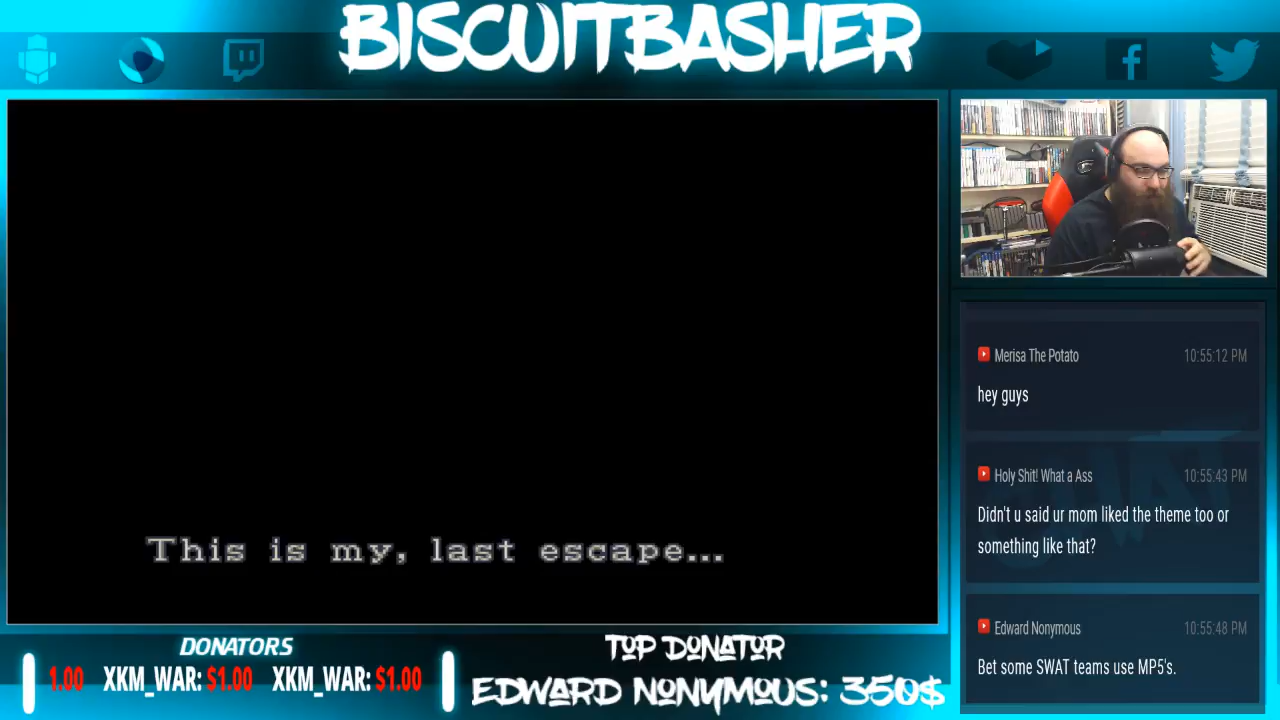 BISCUITBASHER
This is my, last escape...
Merisa The Potato 10:55:12 PM
hey guys
Holy Shit! What a Ass 10:55:43 PM
Didn't u said ur mom liked the theme too or
something like that?
Edward Nonymous 10:55:48 PM
Bet some SWAT teams use MP5's.
DONATORS
1.00 XKM_WAR: $1.00 XKM_WAR: $1.00
TOP DONATOR
EDWARD NONYMOUS: 350$